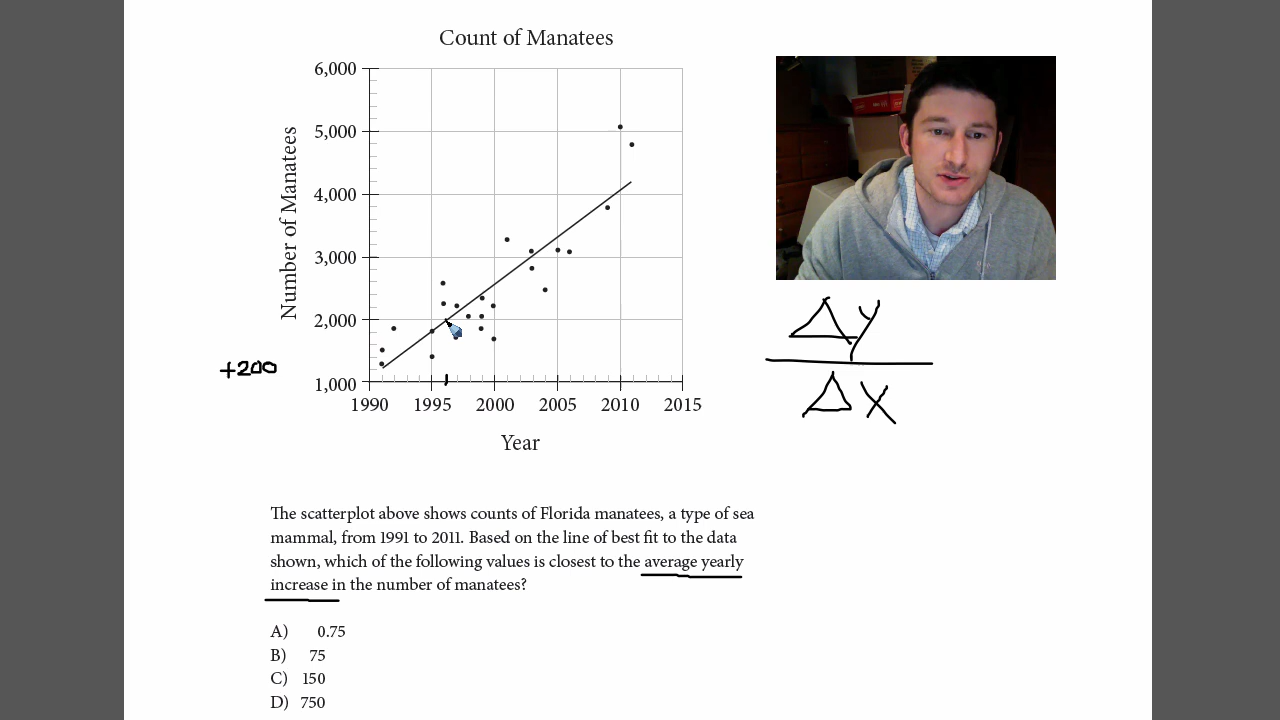 Count of Manatees
6,000
5,000
4,000
3,000
2,000
1,000
Number of Manatees
1990 1995 2000 2005 2010 2015
Year
+200
Δy
Δx
The scatterplot above shows counts of Florida manatees, a type of sea
mammal, from 1991 to 2011. Based on the line of best fit to the data
shown, which of the following values is closest to the average yearly
increase in the number of manatees?
A) 0.75
B) 75
C) 150
D) 750